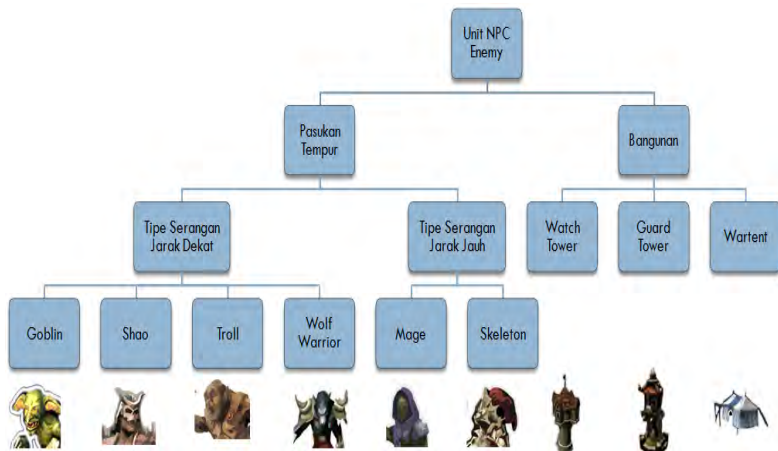 Unit NPC
Enemy
Pasukan
Tempur
Bangunan
Tipe Serangan
Jarak Dekat
Tipe Serangan
Jarak Jauh
Watch
Tower
Guard
Tower
Wartent
Goblin
Shao
Troll
Wolf
Warrior
Mage
Skeleton